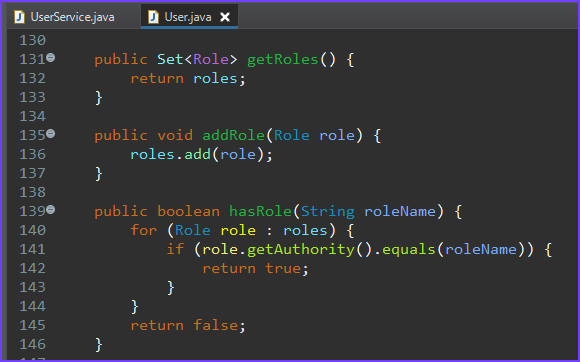 UserService.java User.java
130
131 public Set<Role> getRoles() {
132 return roles;
133 }
134
135 public void addRole(Role role) {
136 roles.add(role);
137 }
138
139 public boolean hasRole(String roleName) {
140 for (Role role : roles) {
141 if (role.getAuthority().equals(roleName)) {
142 return true;
143 }
144 }
145 return false;
146 }